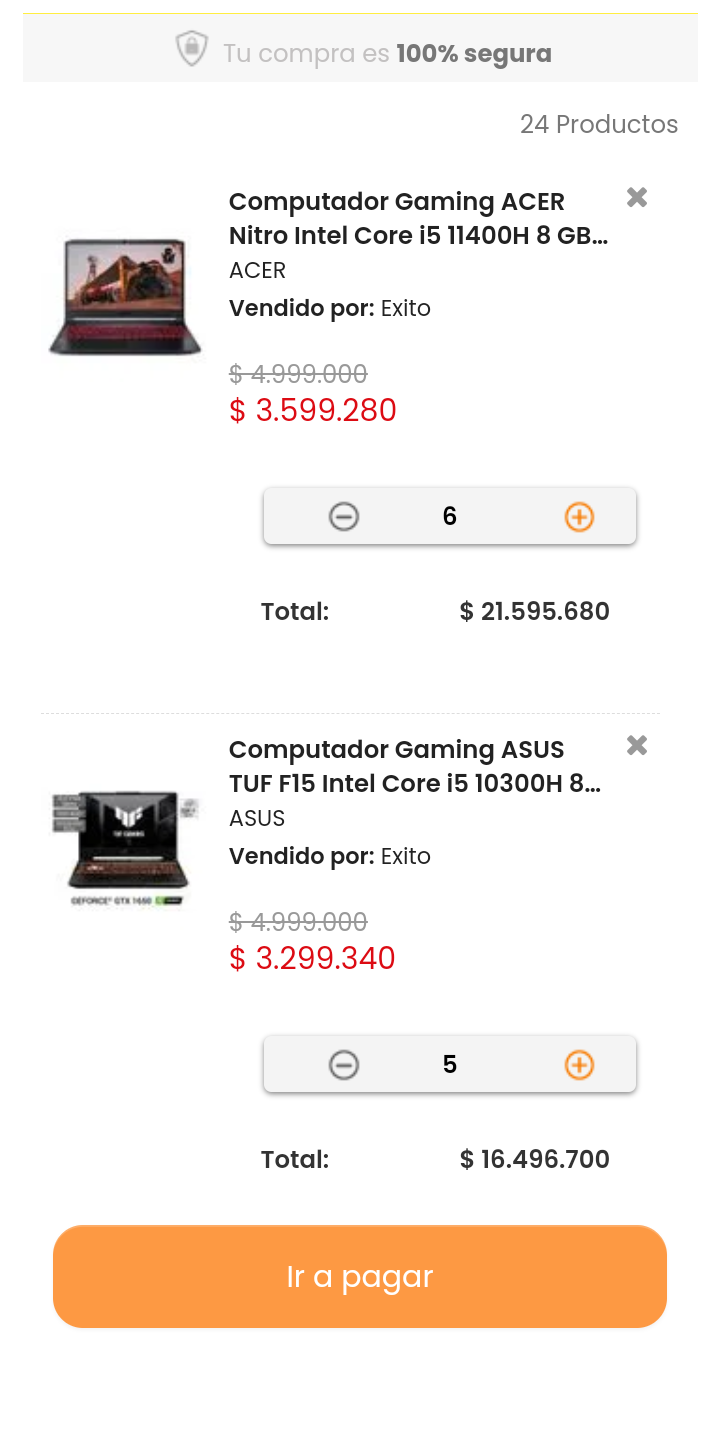 Tu compra es 100% segura
24 Productos
Computador Gaming ACER
Nitro Intel Core i5 11400H 8 GB...
ACER
Vendido por: Exito
$ 4.999.000
$ 3.599.280
6
Total: $ 21.595.680
Computador Gaming ASUS
TUF F15 Intel Core i5 10300H 8...
ASUS
Vendido por: Exito
GEFORCE® GTX 1650
$ 4.999.000
$ 3.299.340
5
Total: $ 16.496.700
Ir a pagar